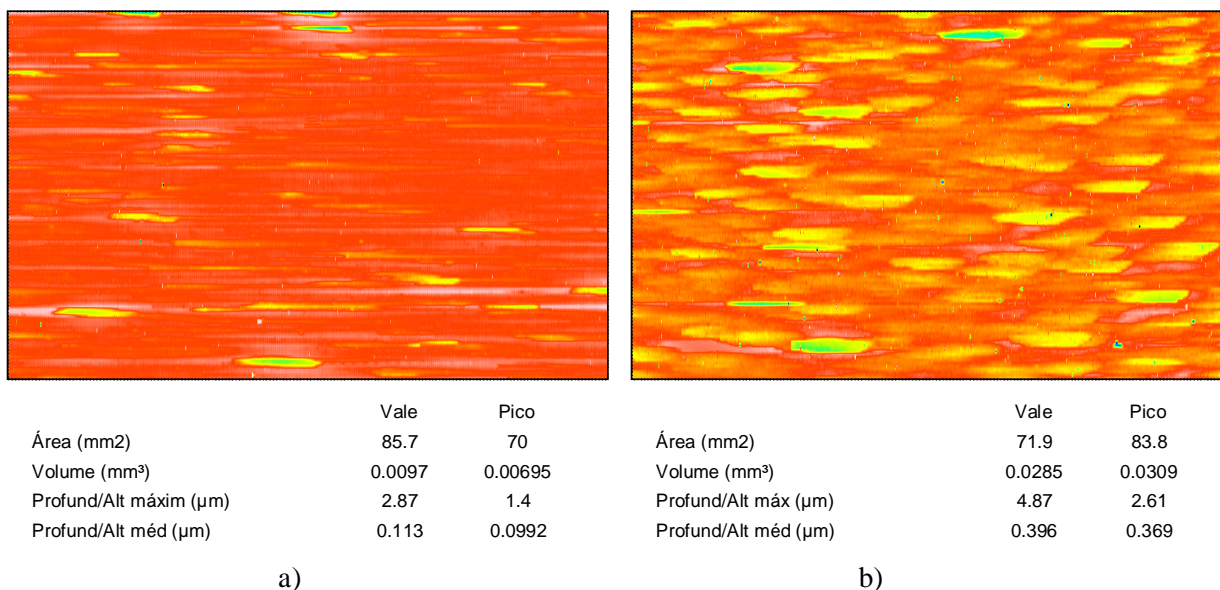 Vale Pico
Área (mm2) 85.7 70
Volume (mm³) 0.0097 0.00695
Profund/Alt máxim (µm) 2.87 1.4
Profund/Alt méd (µm) 0.113 0.0992
a)
Vale Pico
Área (mm2) 71.9 83.8
Volume (mm³) 0.0285 0.0309
Profund/Alt máx (µm) 4.87 2.61
Profund/Alt méd (µm) 0.396 0.369
b)